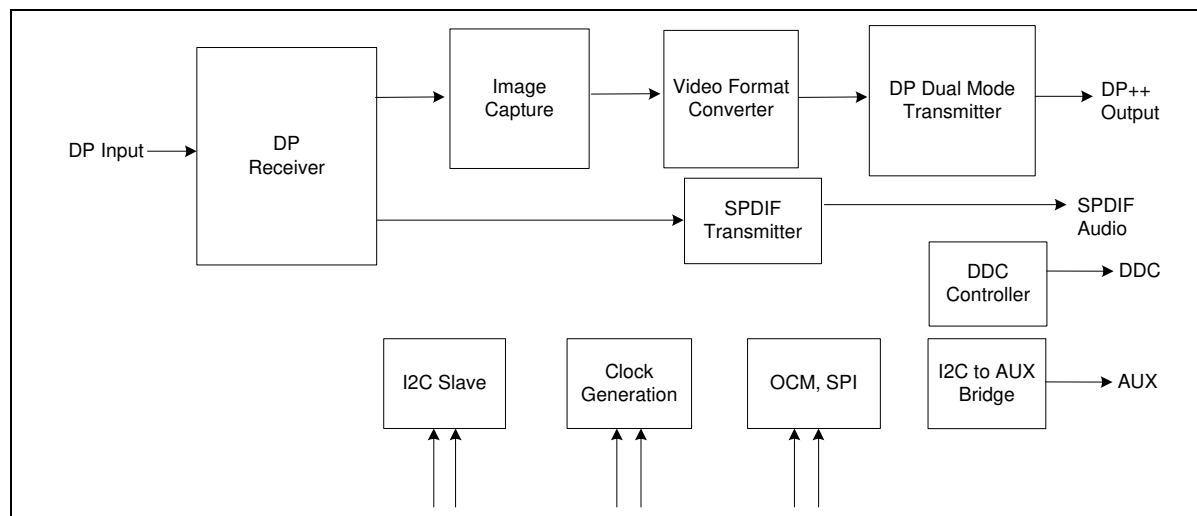 DP Input
DP
Receiver
Image
Capture
Video Format
Converter
DP Dual Mode
Transmitter
DP++
Output
SPDIF
Transmitter
SPDIF
Audio
DDC
Controller
DDC
I2C Slave
Clock
Generation
OCM, SPI
I2C to AUX
Bridge
AUX